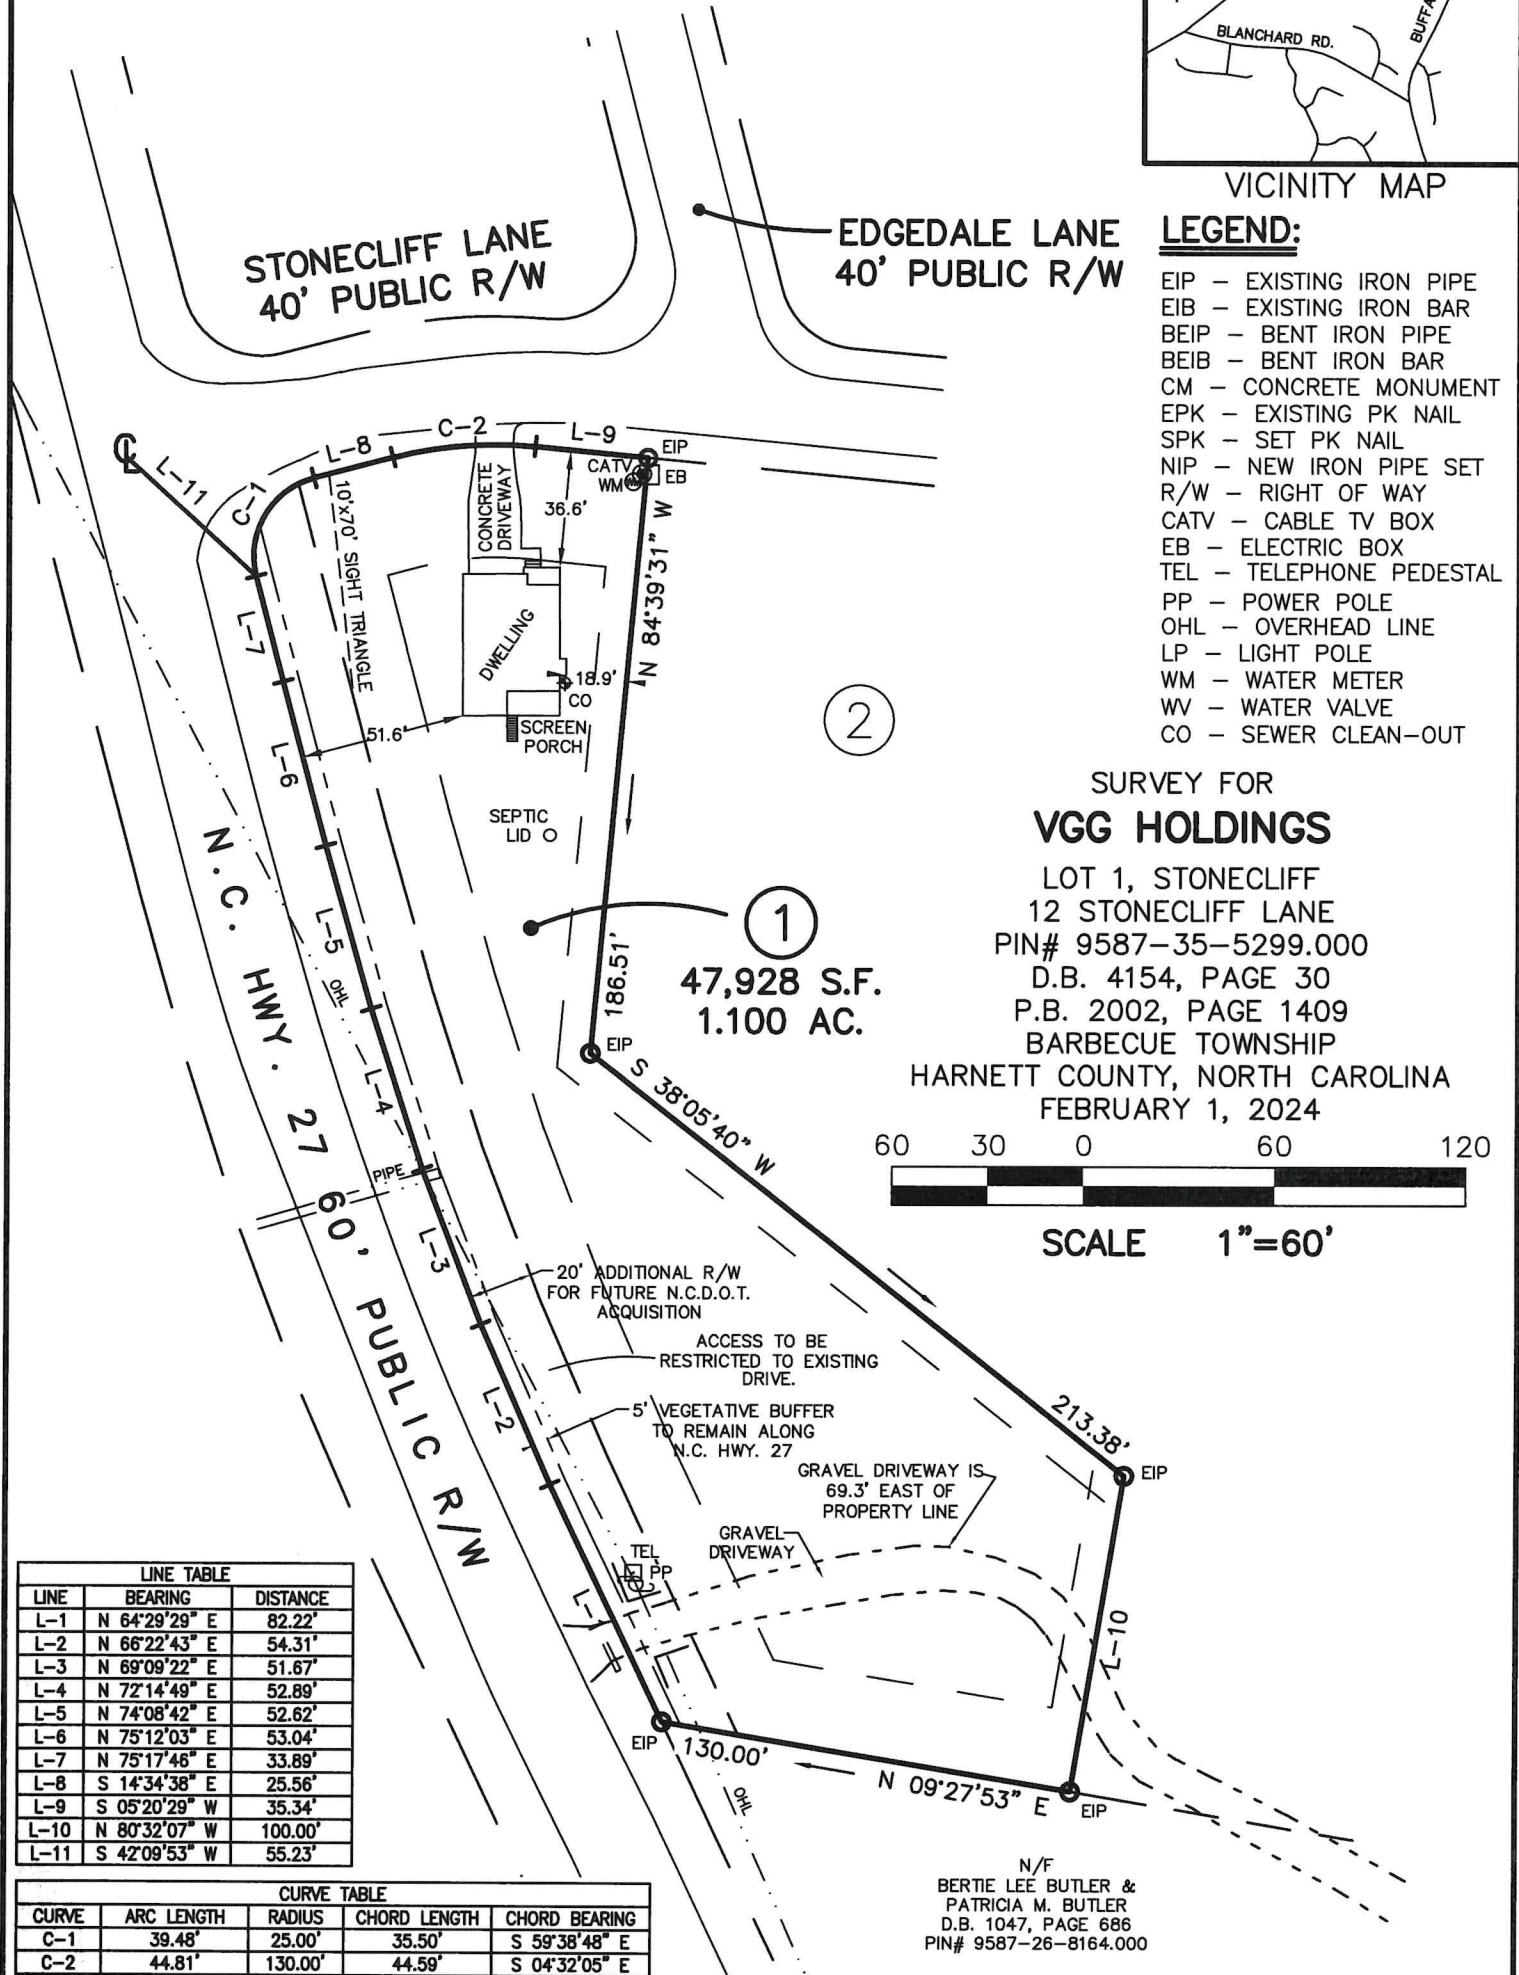 BLANCHARD RD.
VICINITY MAP
STONECLIFF LANE
40' PUBLIC R/W
EDGEDALE LANE
40' PUBLIC R/W
LEGEND:
EIP – EXISTING IRON PIPE
EIB – EXISTING IRON BAR
BEIP – BENT IRON PIPE
BEIB – BENT IRON BAR
CM – CONCRETE MONUMENT
EPK – EXISTING PK NAIL
SPK – SET PK NAIL
NIP – NEW IRON PIPE SET
R/W – RIGHT OF WAY
CATV – CABLE TV BOX
EB – ELECTRIC BOX
TEL – TELEPHONE PEDESTAL
PP – POWER POLE
OHL – OVERHEAD LINE
LP – LIGHT POLE
WM – WATER METER
WV – WATER VALVE
CO – SEWER CLEAN-OUT
SURVEY FOR
VGG HOLDINGS
LOT 1, STONECLIFF
12 STONECLIFF LANE
PIN# 9587-35-5299.000
D.B. 4154, PAGE 30
P.B. 2002, PAGE 1409
BARBECUE TOWNSHIP
HARNETT COUNTY, NORTH CAROLINA
FEBRUARY 1, 2024
60 30 0 60 120
SCALE 1"=60'
℄
L-11
C-1
L-8
C-2
L-9
EIP
CATV
WM
EB
CONCRETE
DRIVEWAY
36.6'
10'x70' SIGHT TRIANGLE
N 84°39'31" W
186.51'
DWELLING
18.9'
CO
SCREEN
PORCH
51.6'
SEPTIC
LID
2
1
47,928 S.F.
1.100 AC.
L-7
L-6
L-5
OHL
L-4
PIPE
L-3
L-2
L-1
N.C. HWY. 27 60' PUBLIC R/W
EIP
S 38°05'40" W
213.38'
EIP
20' ADDITIONAL R/W
FOR FUTURE N.C.D.O.T.
ACQUISITION
ACCESS TO BE
RESTRICTED TO EXISTING
DRIVE.
5' VEGETATIVE BUFFER
TO REMAIN ALONG
N.C. HWY. 27
GRAVEL DRIVEWAY IS
69.3' EAST OF
PROPERTY LINE
GRAVEL
DRIVEWAY
TEL
PP
L-10
EIP
130.00'
N 09°27'53" E
EIP
OHL
N/F
BERTIE LEE BUTLER &
PATRICIA M. BUTLER
D.B. 1047, PAGE 686
PIN# 9587-26-8164.000
LINE TABLE
LINE BEARING DISTANCE
L-1 N 64°29'29" E 82.22'
L-2 N 66°22'43" E 54.31'
L-3 N 69°09'22" E 51.67'
L-4 N 72°14'49" E 52.89'
L-5 N 74°08'42" E 52.62'
L-6 N 75°12'03" E 53.04'
L-7 N 75°17'46" E 33.89'
L-8 S 14°34'38" E 25.56'
L-9 S 05°20'29" W 35.34'
L-10 N 80°32'07" W 100.00'
L-11 S 42°09'53" W 55.23'
CURVE TABLE
CURVE ARC LENGTH RADIUS CHORD LENGTH CHORD BEARING
C-1 39.48' 25.00' 35.50' S 59°38'48" E
C-2 44.81' 130.00' 44.59' S 04°32'05" E